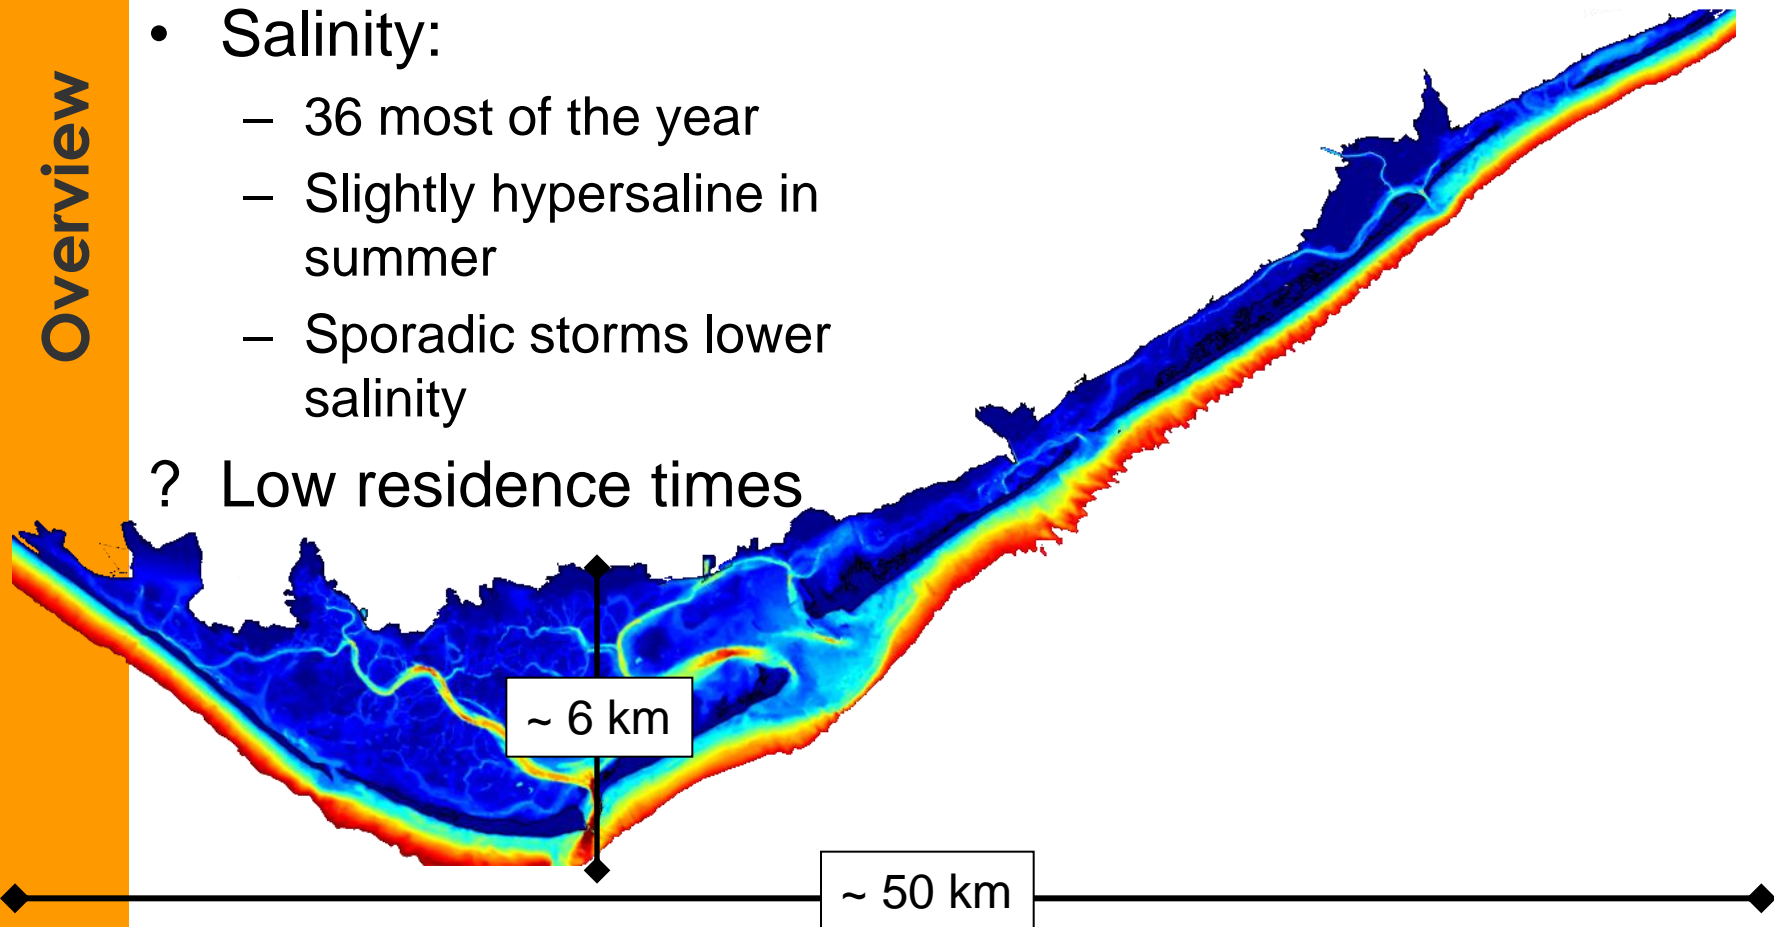 Overview
• Salinity:
– 36 most of the year
– Slightly hypersaline in
summer
– Sporadic storms lower
salinity
? Low residence times
~ 6 km
~ 50 km